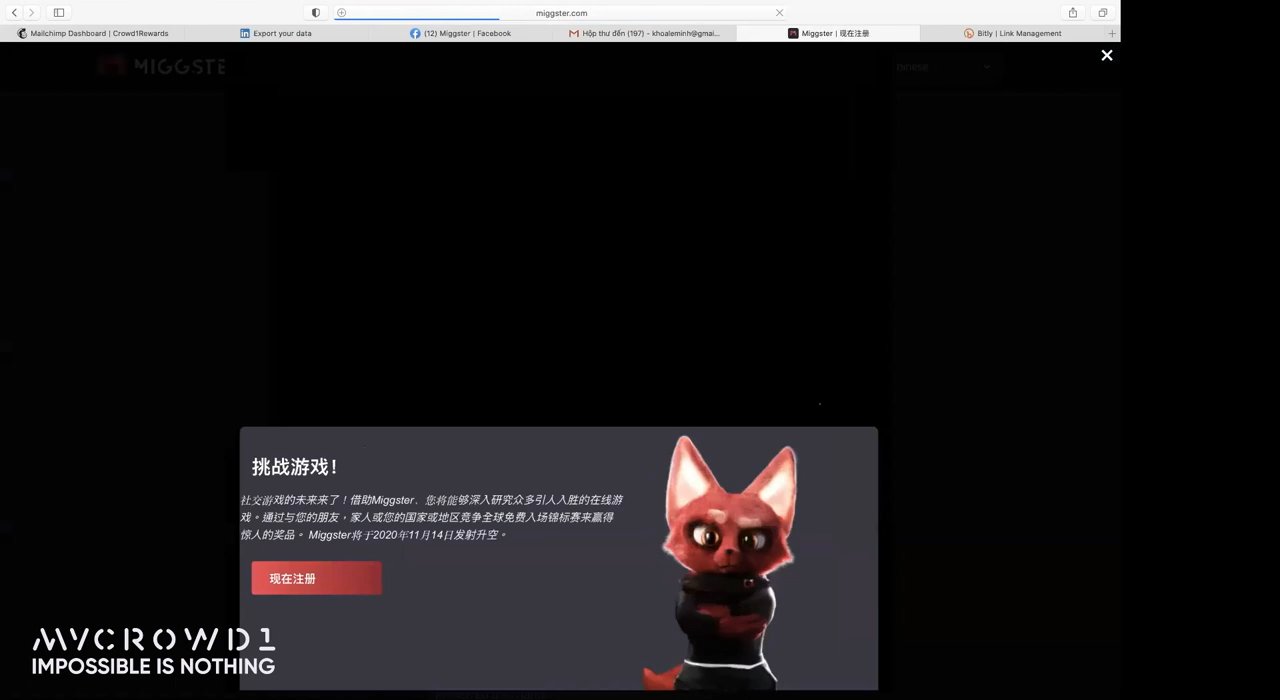 miggster.com
Mailchimp Dashboard | Crowd1Rewards
Export your data
(12) Miggster | Facebook
Hộp thư đến (197) - khoaleminh@gmai...
Miggster | 现在注册
Bitly | Link Management
MIGGSTE
挑战游戏！
社交游戏的未来来了！借助Miggster、您将能够深入研究众多引人入胜的在线游
戏。通过与您的朋友，家人或您的国家或地区竞争全球免费入场锦标赛来赢得
惊人的奖品。 Miggster将于2020年11月14日发射升空。
现在注册
MYCROWD1
IMPOSSIBLE IS NOTHING